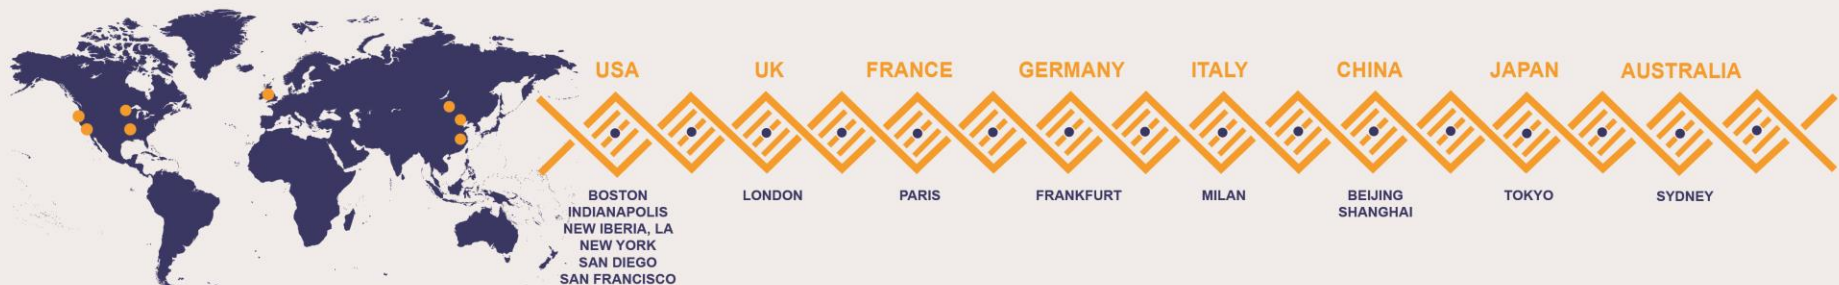 USA
BOSTON
INDIANAPOLIS
NEW IBERIA, LA
NEW YORK
SAN DIEGO
SAN FRANCISCO
UK
LONDON
FRANCE
PARIS
GERMANY
FRANKFURT
ITALY
MILAN
CHINA
BEIJING
SHANGHAI
JAPAN
TOKYO
AUSTRALIA
SYDNEY